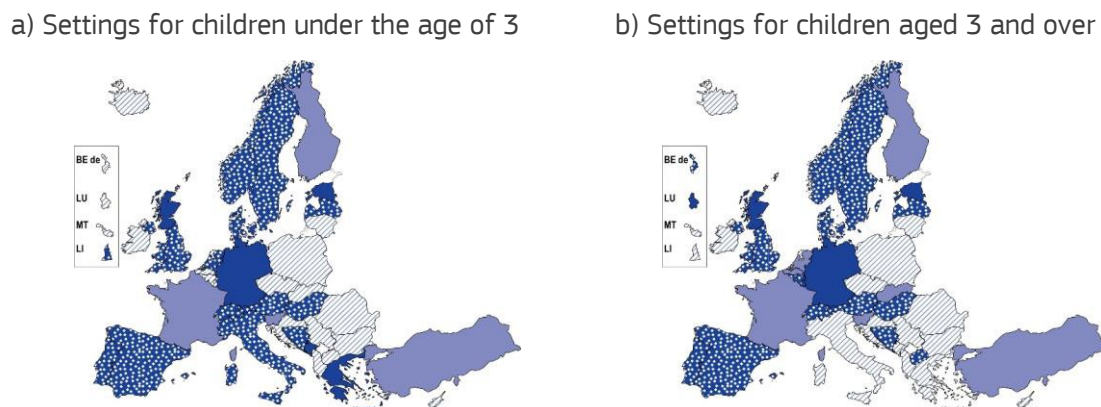 a) Settings for children under the age of 3
b) Settings for children aged 3 and over
BE de
LU
MT
LI
BE de
LU
MT
LI